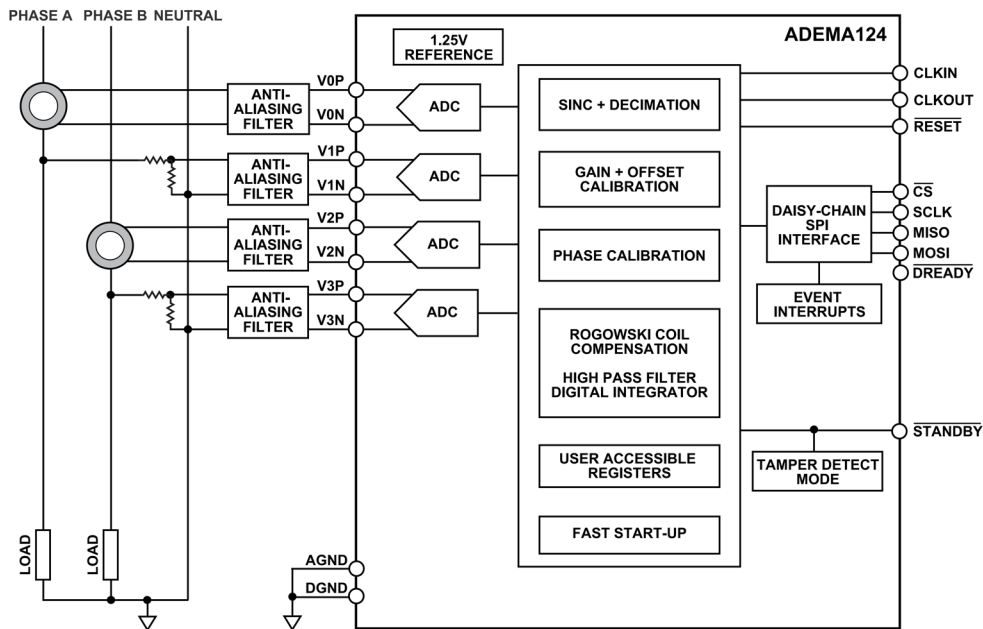 PHASE A PHASE B NEUTRAL
1.25V
REFERENCE
ADEMA124
V0P
V0N
ANTI-
ALIASING
FILTER
ADC
V1P
V1N
ANTI-
ALIASING
FILTER
ADC
V2P
V2N
ANTI-
ALIASING
FILTER
ADC
V3P
V3N
ANTI-
ALIASING
FILTER
ADC
SINC + DECIMATION
GAIN + OFFSET
CALIBRATION
PHASE CALIBRATION
ROGOWSKI COIL
COMPENSATION
HIGH PASS FILTER
DIGITAL INTEGRATOR
USER ACCESSIBLE
REGISTERS
FAST START-UP
CLKIN
CLKOUT
RESET
DAISY-CHAIN
SPI
INTERFACE
CS
SCLK
MISO
MOSI
DREADY
EVENT
INTERRUPTS
STANDBY
TAMPER DETECT
MODE
LOAD
LOAD
AGND
DGND